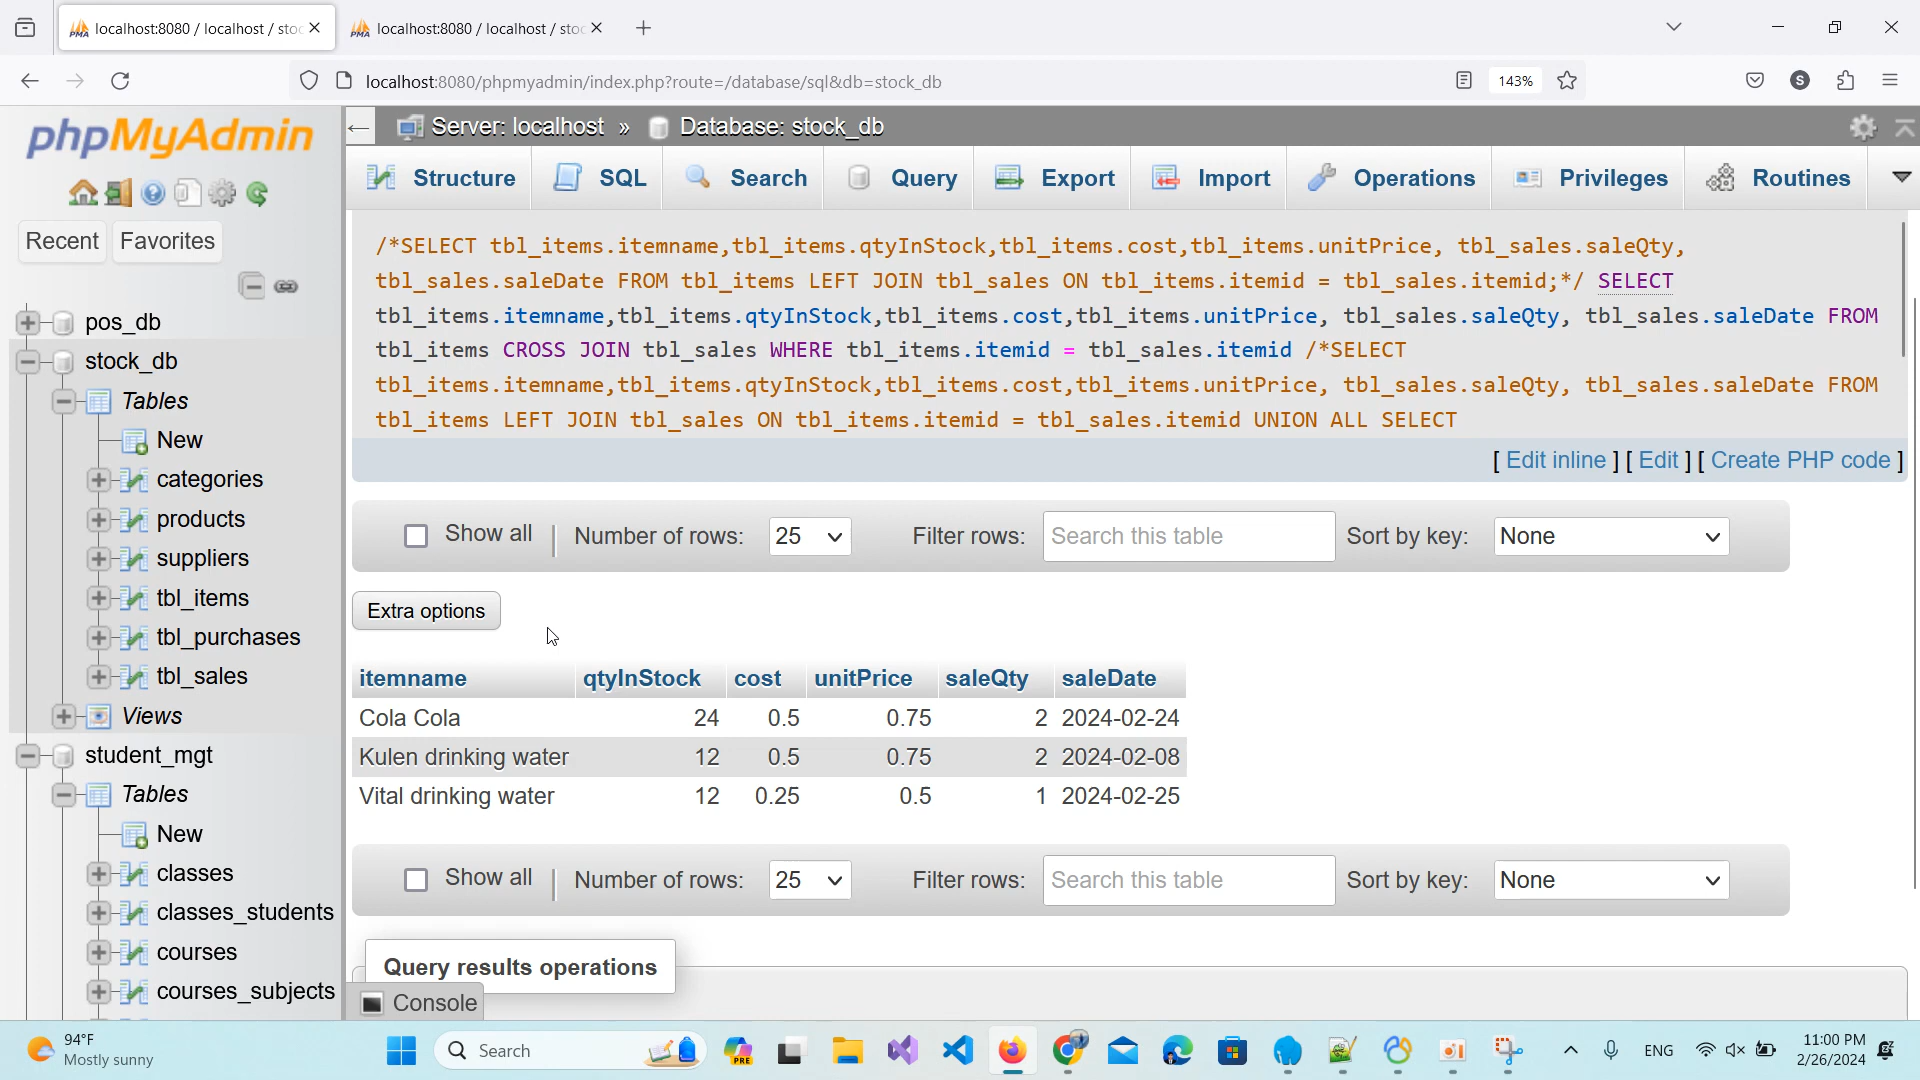 localhost:8080 / localhost / stoc
localhost:8080 / localhost / stoc
localhost:8080/phpmyadmin/index.php?route=/database/sql&db=stock_db
143%
S
phpMyAdmin
Recent
Favorites
pos_db
stock_db
Tables
New
categories
products
suppliers
tbl_items
tbl_purchases
tbl_sales
Views
student_mgt
Tables
New
classes
classes_students
courses
courses_subjects
Server: localhost » Database: stock_db
Structure
SQL
Search
Query
Export
Import
Operations
Privileges
Routines
/*SELECT tbl_items.itemname,tbl_items.qtyInStock,tbl_items.cost,tbl_items.unitPrice, tbl_sales.saleQty,
tbl_sales.saleDate FROM tbl_items LEFT JOIN tbl_sales ON tbl_items.itemid = tbl_sales.itemid;*/ SELECT
tbl_items.itemname,tbl_items.qtyInStock,tbl_items.cost,tbl_items.unitPrice, tbl_sales.saleQty, tbl_sales.saleDate FROM
tbl_items CROSS JOIN tbl_sales WHERE tbl_items.itemid = tbl_sales.itemid /*SELECT
tbl_items.itemname,tbl_items.qtyInStock,tbl_items.cost,tbl_items.unitPrice, tbl_sales.saleQty, tbl_sales.saleDate FROM
tbl_items LEFT JOIN tbl_sales ON tbl_items.itemid = tbl_sales.itemid UNION ALL SELECT
[ Edit inline ] [ Edit ] [ Create PHP code ]
Show all | Number of rows: 25 Filter rows: Search this table Sort by key: None
Extra options
itemname qtyInStock cost unitPrice saleQty saleDate
Cola Cola 24 0.5 0.75 2 2024-02-24
Kulen drinking water 12 0.5 0.75 2 2024-02-08
Vital drinking water 12 0.25 0.5 1 2024-02-25
Show all | Number of rows: 25 Filter rows: Search this table Sort by key: None
Query results operations
Console
94°F
Mostly sunny
Search
PRE
ENG
11:00 PM
2/26/2024